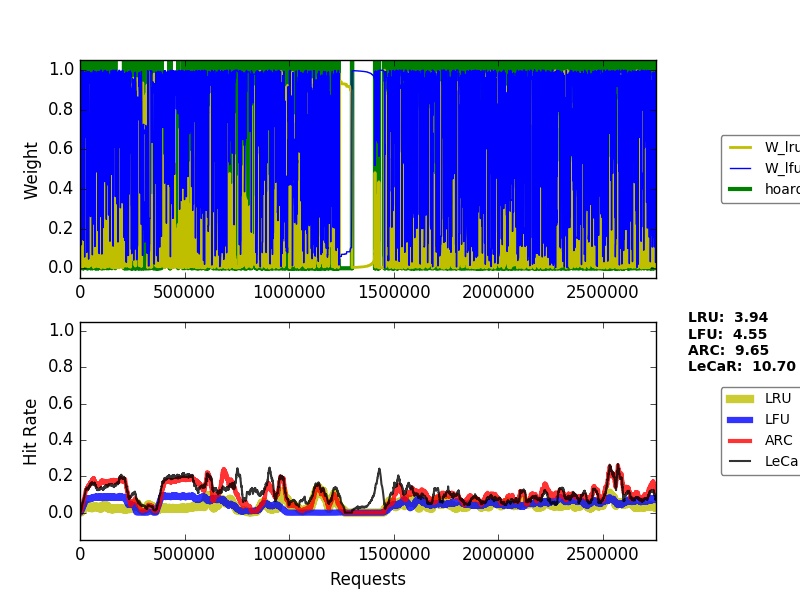 1.0
0.8
0.6
0.4
0.2
0.0
Weight
0 500000 1000000 1500000 2000000 2500000
W_lru
W_lfu
hoard
LRU: 3.94
LFU: 4.55
ARC: 9.65
LeCaR: 10.70
1.0
0.8
0.6
0.4
0.2
0.0
Hit Rate
0 500000 1000000 1500000 2000000 2500000
Requests
LRU
LFU
ARC
LeCa